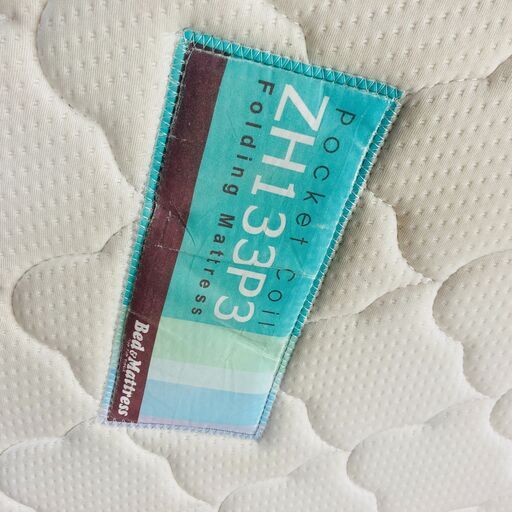 Pocket Coil
ZH133P3
Folding Mattress
Bed&Mattress